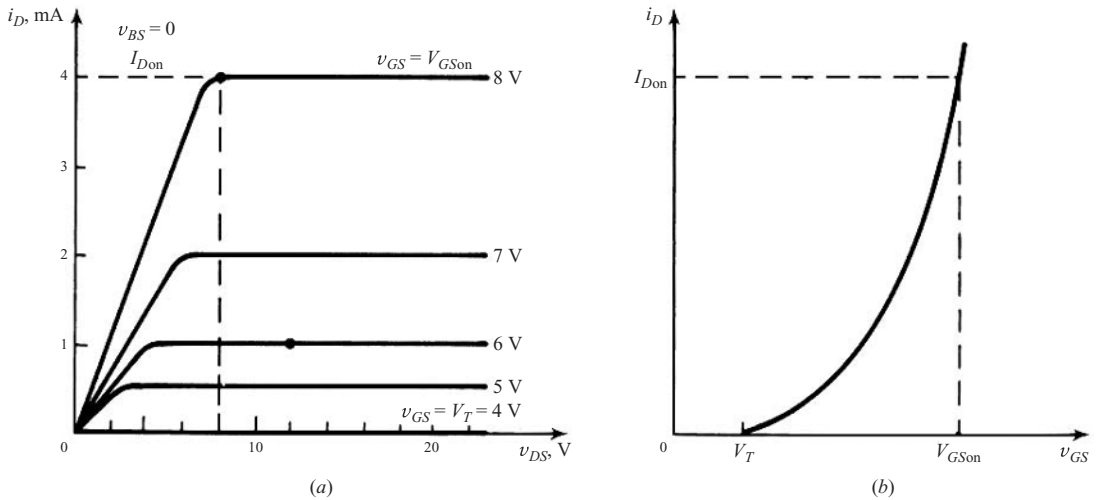 i_D, mA
v_BS = 0
I_Don
v_GS = V_GSon
4
8 V
3
2
7 V
1
6 V
5 V
v_GS = V_T = 4 V
0
10
20
v_DS, V
(a)
i_D
I_Don
0
V_T
V_GSon
v_GS
(b)